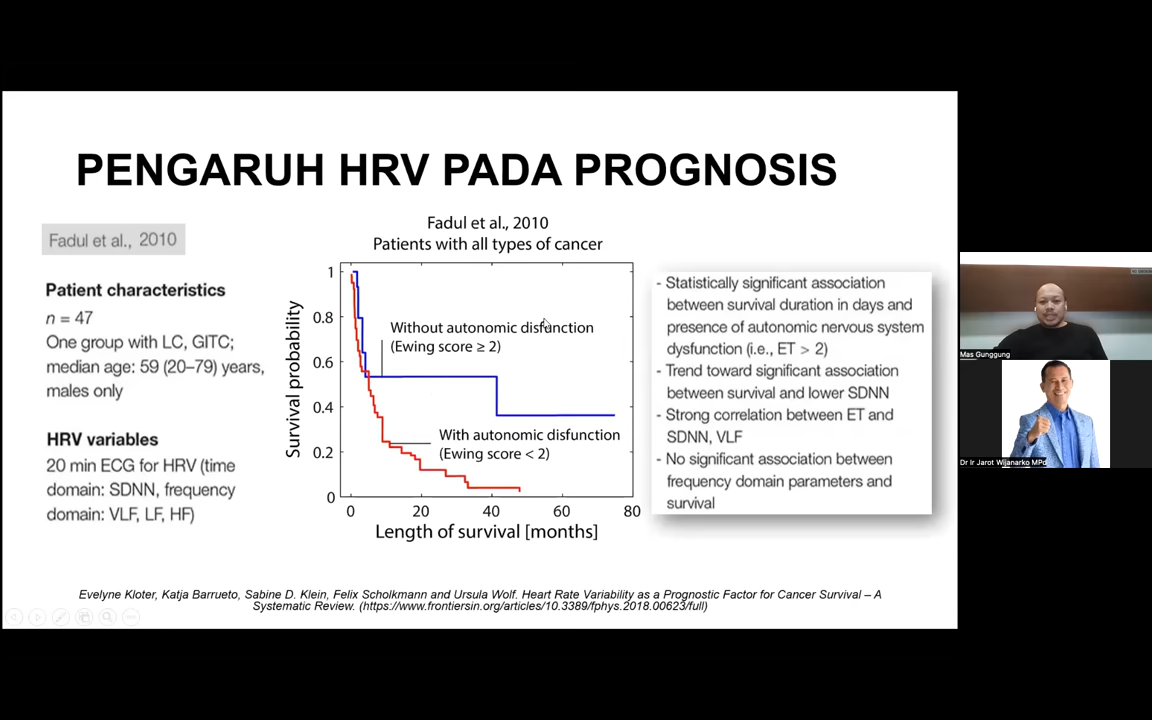 PENGARUH HRV PADA PROGNOSIS
Fadul et al., 2010
Patient characteristics
n = 47
One group with LC, GITC;
median age: 59 (20–79) years,
males only
HRV variables
20 min ECG for HRV (time
domain: SDNN, frequency
domain: VLF, LF, HF)
Fadul et al., 2010
Patients with all types of cancer
Survival probability
1
0.8
0.6
0.4
0.2
0
Without autonomic disfunction
(Ewing score ≥ 2)
With autonomic disfunction
(Ewing score < 2)
0 20 40 60 80
Length of survival [months]
- Statistically significant association
between survival duration in days and
presence of autonomic nervous system
dysfunction (i.e., ET > 2)
- Trend toward significant association
between survival and lower SDNN
- Strong correlation between ET and
SDNN, VLF
- No significant association between
frequency domain parameters and
survival
Evelyne Kloter, Katja Barrueto, Sabine D. Klein, Felix Scholkmann and Ursula Wolf. Heart Rate Variability as a Prognostic Factor for Cancer Survival – A
Systematic Review. (https://www.frontiersin.org/articles/10.3389/fphys.2018.00623/full)
Mas Gunggung
Dr Ir Jarot Wijanarko MPd